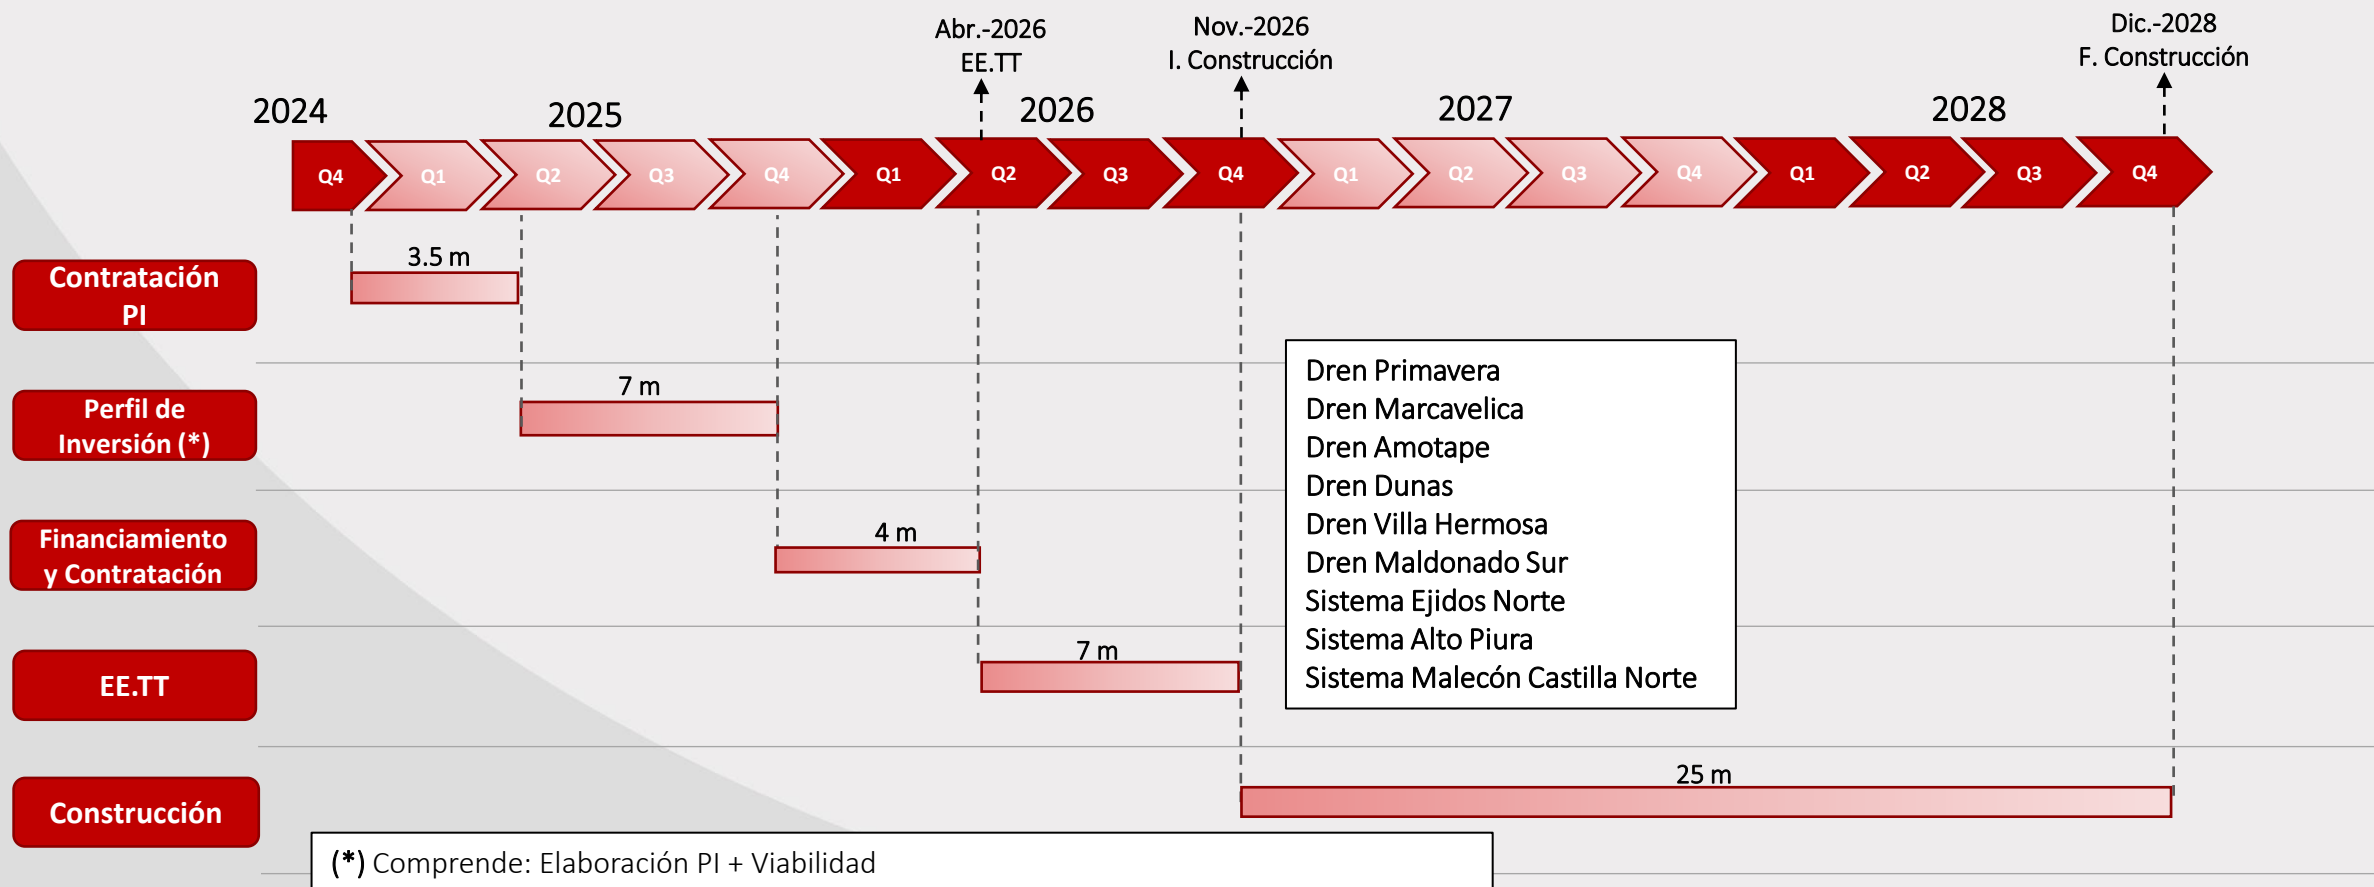 Abr.-2026
EE.TT
Nov.-2026
I. Construcción
Dic.-2028
F. Construcción
2024
2025
2026
2027
2028
Q4
Q1
Q2
Q3
Q4
Q1
Q2
Q3
Q4
Q1
Q2
Q3
Q4
Q1
Q2
Q3
Q4
Contratación
PI
3.5 m
Perfil de
Inversión (*)
7 m
Financiamiento
y Contratación
4 m
EE.TT
7 m
Dren Primavera
Dren Marcavelica
Dren Amotape
Dren Dunas
Dren Villa Hermosa
Dren Maldonado Sur
Sistema Ejidos Norte
Sistema Alto Piura
Sistema Malecón Castilla Norte
Construcción
25 m
(*) Comprende: Elaboración PI + Viabilidad